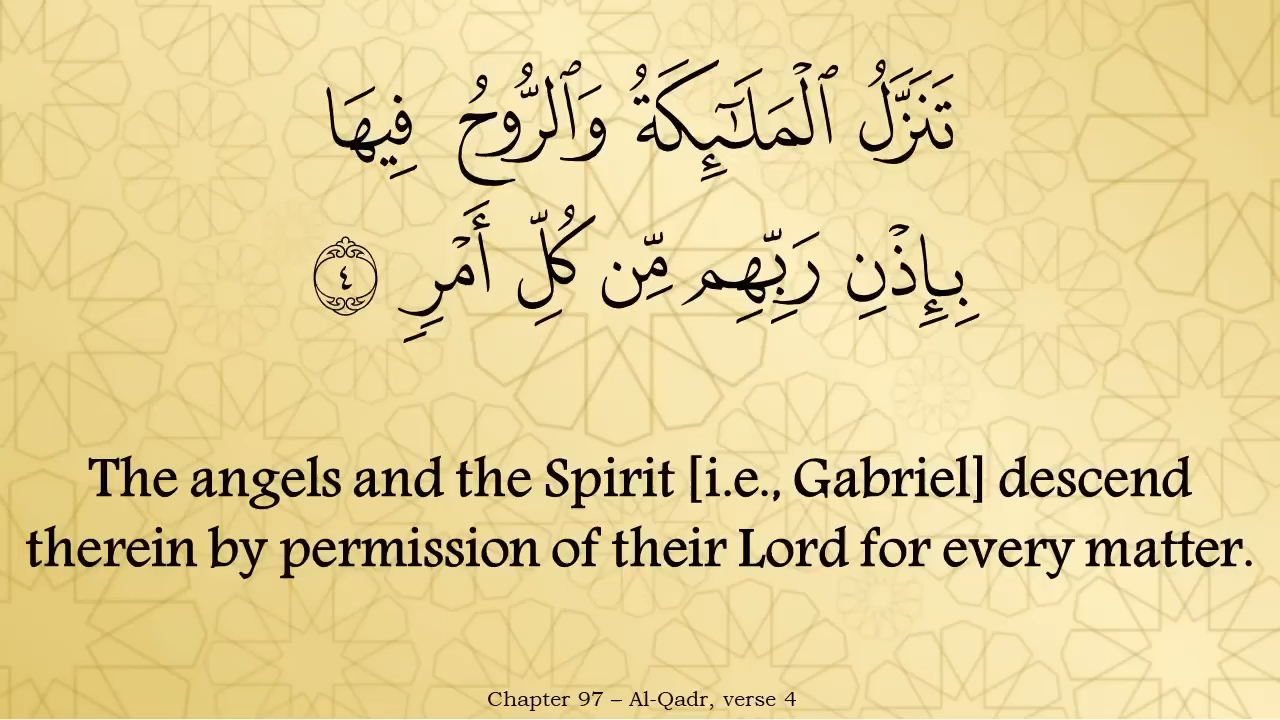 تَنَزَّلُ ٱلْمَلَـٰٓئِكَةُ وَٱلرُّوحُ فِيهَا
بِإِذْنِ رَبِّهِم مِّن كُلِّ أَمْرٍ ٤
The angels and the Spirit [i.e., Gabriel] descend
therein by permission of their Lord for every matter.
Chapter 97 – Al-Qadr, verse 4